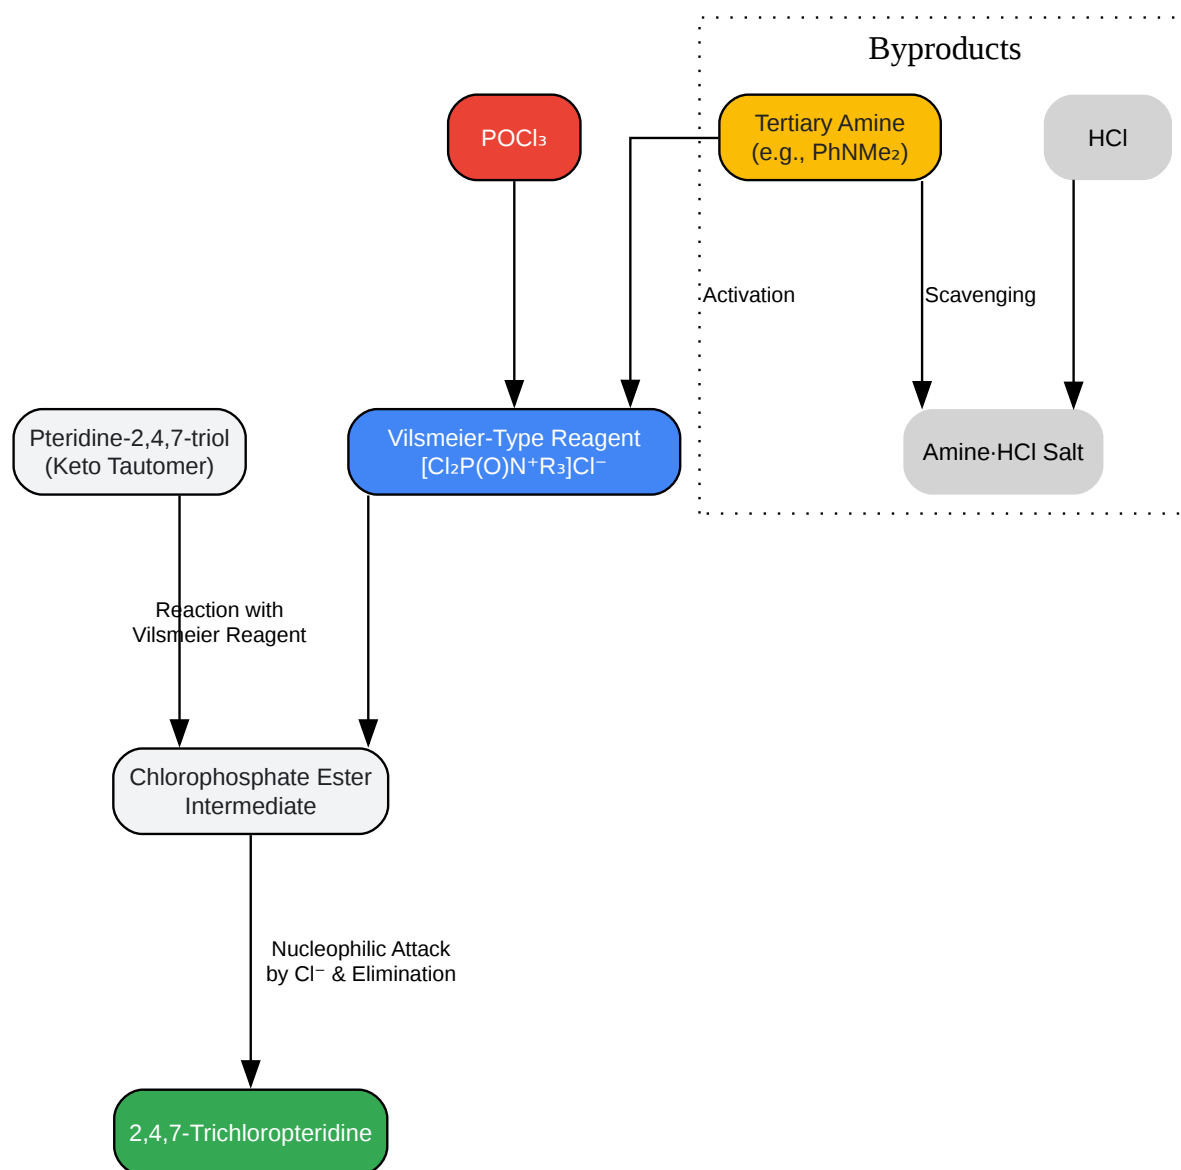 Byproducts
POCl₃
Tertiary Amine
(e.g., PhNMe₂)
HCl
Activation
Scavenging
Pteridine-2,4,7-triol
(Keto Tautomer)
Vilsmeier-Type Reagent
[Cl₂P(O)N⁺R₃]Cl⁻
Amine·HCl Salt
Reaction with
Vilsmeier Reagent
Chlorophosphate Ester
Intermediate
Nucleophilic Attack
by Cl⁻ & Elimination
2,4,7-Trichloropteridine